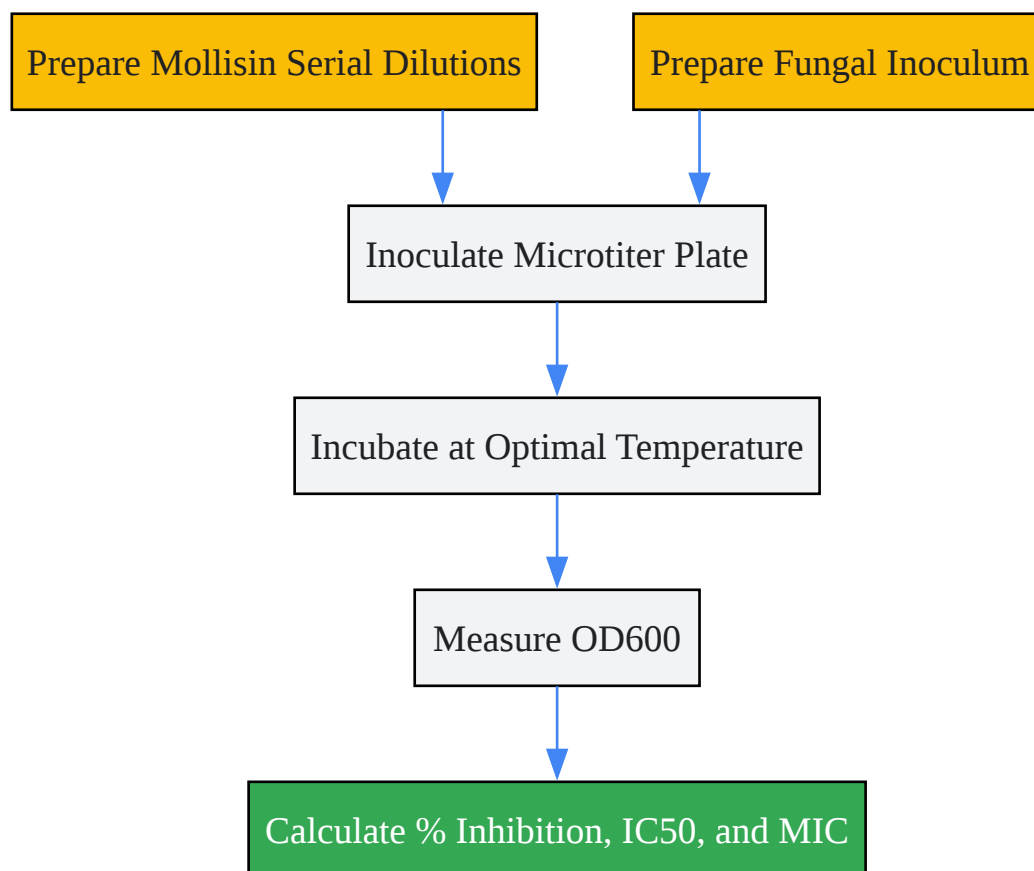 Prepare Mollisin Serial Dilutions
Prepare Fungal Inoculum
Inoculate Microtiter Plate
Incubate at Optimal Temperature
Measure OD600
Calculate % Inhibition, IC50, and MIC